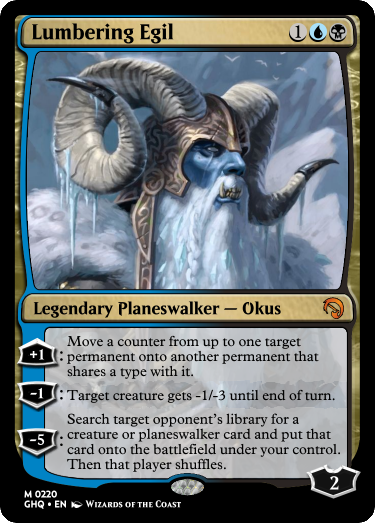 Lumbering Egil 1
Legendary Planeswalker — Okus
+1: Move a counter from up to one target
permanent onto another permanent that
shares a type with it.
-1: Target creature gets -1/-3 until end of turn.
Search target opponent's library for a
creature or planeswalker card and put that
-5: card onto the battlefield under your control.
Then that player shuffles.
2
M 0220
GHQ • EN Wizards of the Coast